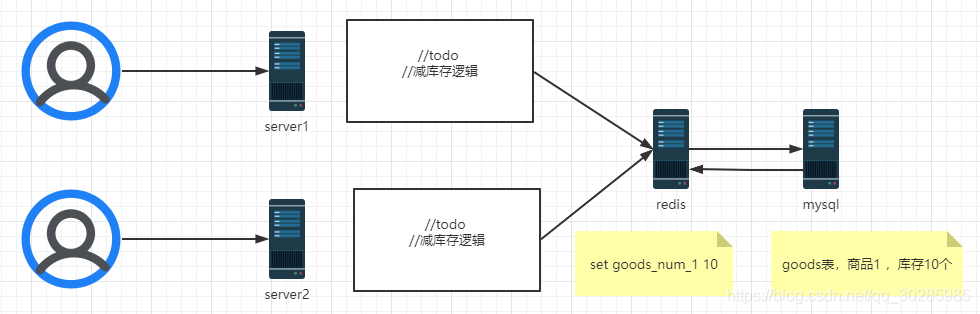 //todo
//减库存逻辑
server1
redis
mysql
//todo
//减库存逻辑
set goods_num_1 10
goods表，商品1 ，库存10个
server2
https://blog.csdn.net/qq_30285985